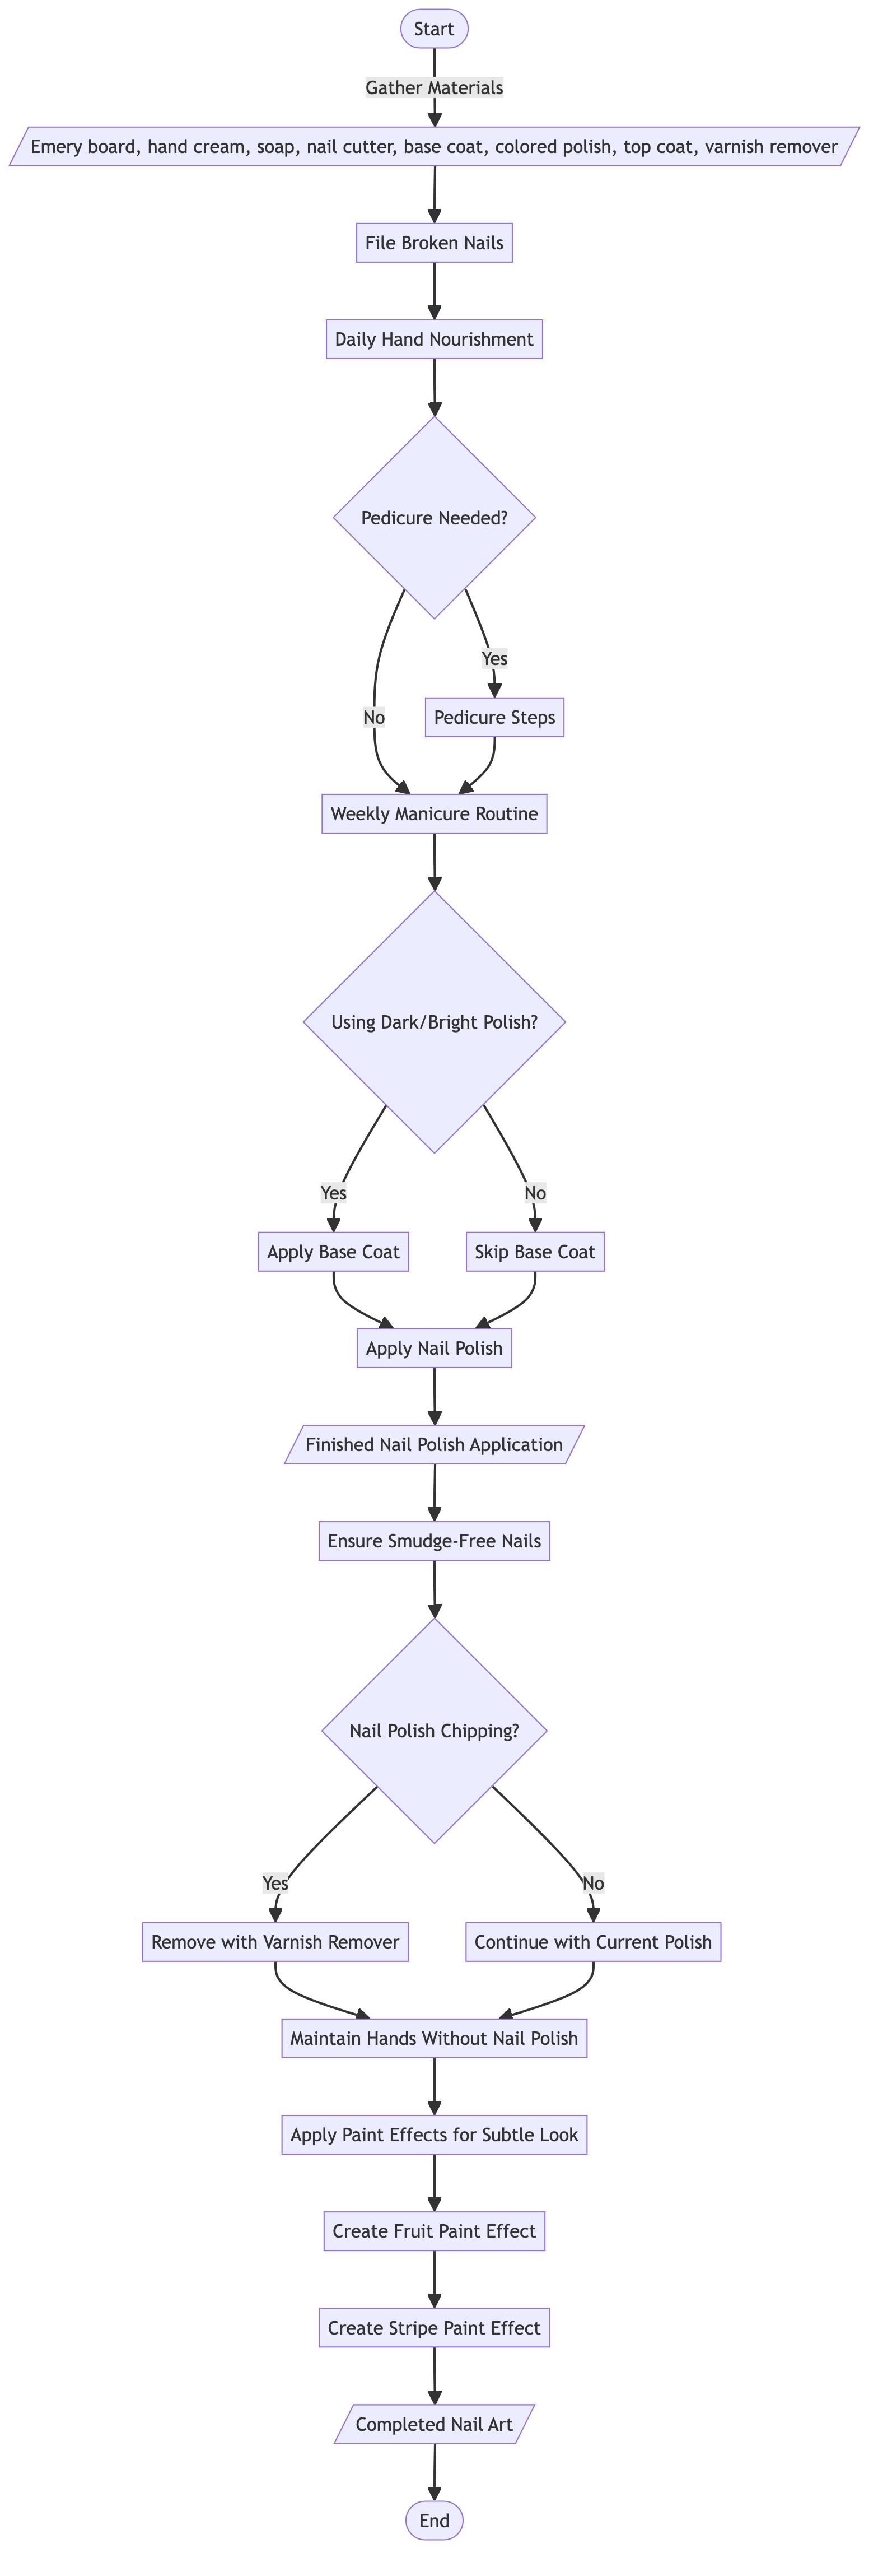 Start
Gather Materials
Emery board, hand cream, soap, nail cutter, base coat, colored polish, top coat, varnish remover
File Broken Nails
Daily Hand Nourishment
Pedicure Needed?
Yes
No
Pedicure Steps
Weekly Manicure Routine
Using Dark/Bright Polish?
Yes
No
Apply Base Coat
Skip Base Coat
Apply Nail Polish
Finished Nail Polish Application
Ensure Smudge-Free Nails
Nail Polish Chipping?
Yes
No
Remove with Varnish Remover
Continue with Current Polish
Maintain Hands Without Nail Polish
Apply Paint Effects for Subtle Look
Create Fruit Paint Effect
Create Stripe Paint Effect
Completed Nail Art
End